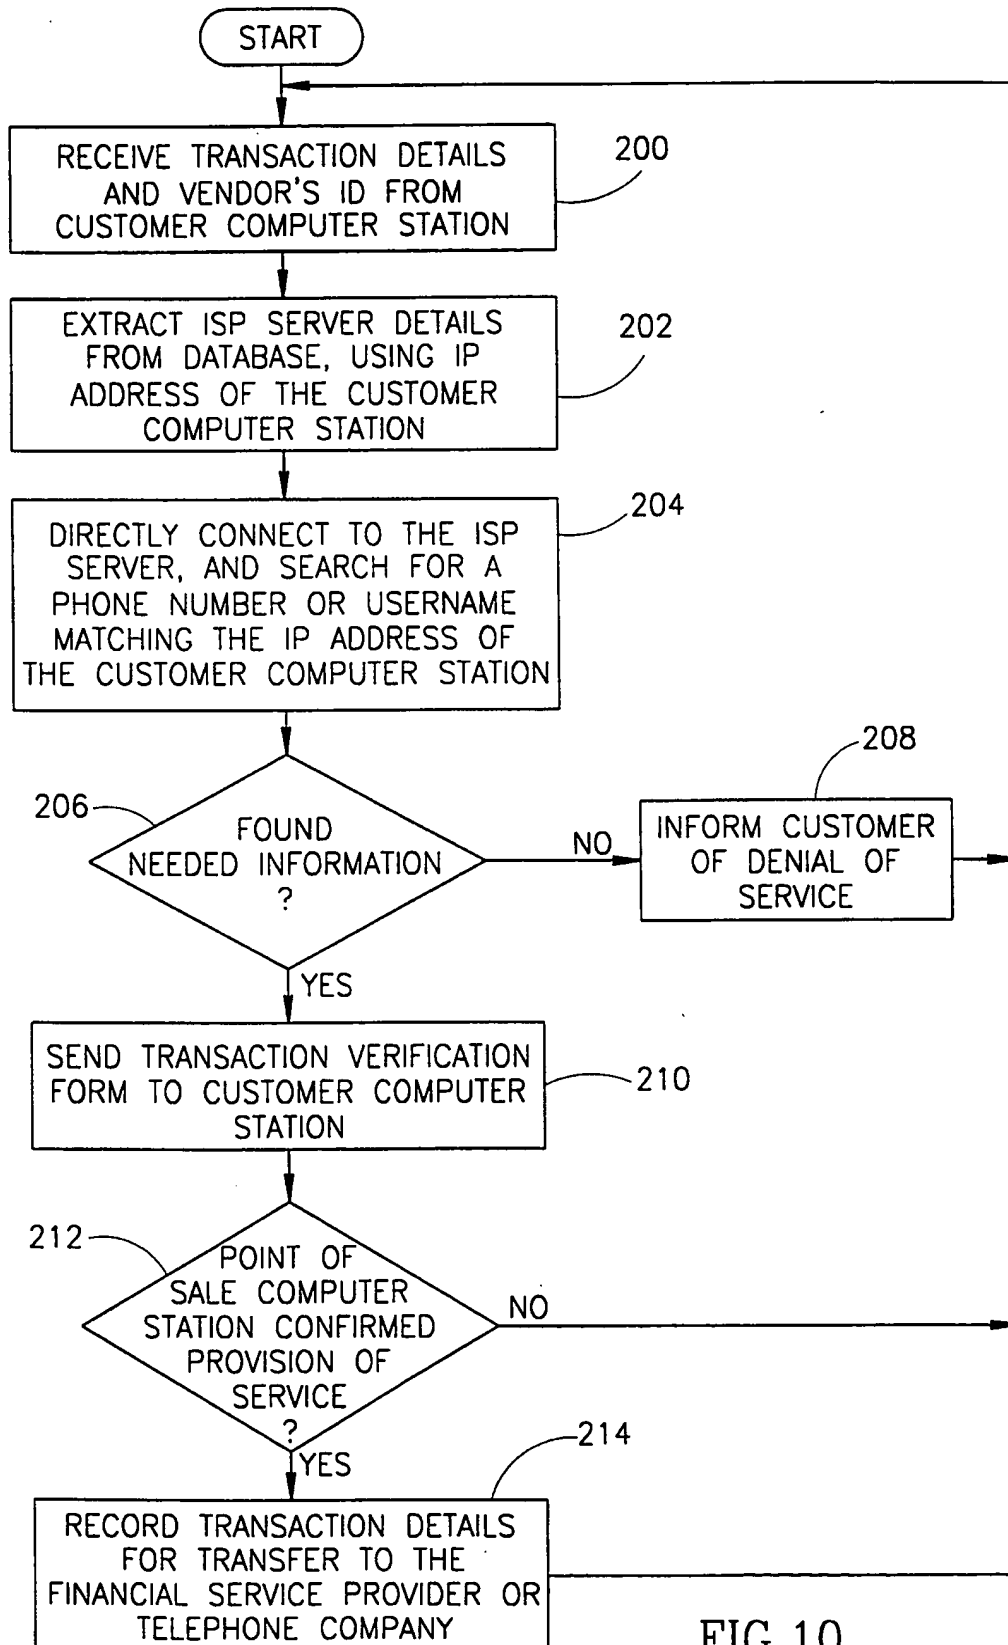 START
RECEIVE TRANSACTION DETAILS
AND VENDOR'S ID FROM
CUSTOMER COMPUTER STATION
200
EXTRACT ISP SERVER DETAILS
FROM DATABASE, USING IP
ADDRESS OF THE CUSTOMER
COMPUTER STATION
202
DIRECTLY CONNECT TO THE ISP
SERVER, AND SEARCH FOR A
PHONE NUMBER OR USERNAME
MATCHING THE IP ADDRESS OF
THE CUSTOMER COMPUTER STATION
204
206
FOUND
NEEDED INFORMATION
?
NO
208
INFORM CUSTOMER
OF DENIAL OF
SERVICE
YES
SEND TRANSACTION VERIFICATION
FORM TO CUSTOMER COMPUTER
STATION
210
212
POINT OF
SALE COMPUTER
STATION CONFIRMED
PROVISION OF
SERVICE
?
NO
YES
214
RECORD TRANSACTION DETAILS
FOR TRANSFER TO THE
FINANCIAL SERVICE PROVIDER OR
TELEPHONE COMPANY
FIG.10